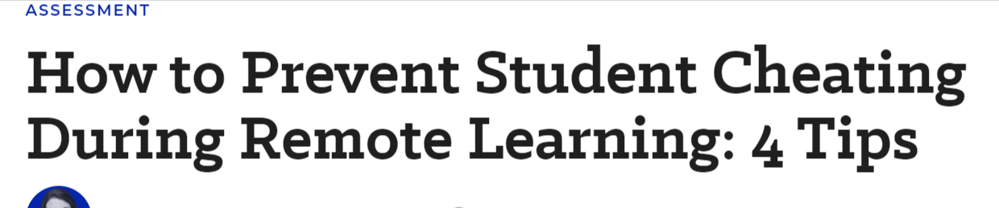 ASSESSMENT
How to Prevent Student Cheating
During Remote Learning: 4 Tips